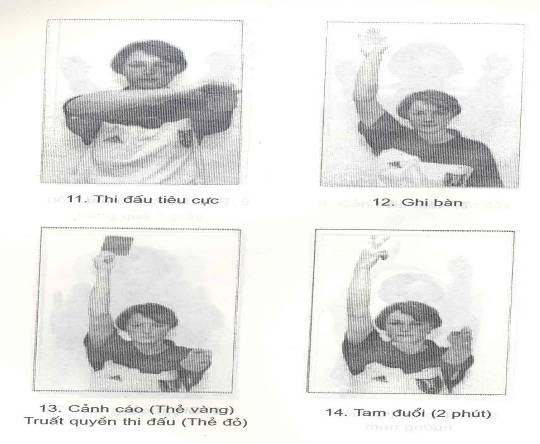 11. Thi đấu tiêu cực
12. Ghi bàn
13. Cảnh cáo (Thẻ vàng)
Truất quyền thi đấu (Thẻ đỏ)
14. Tam đuổi (2 phút)